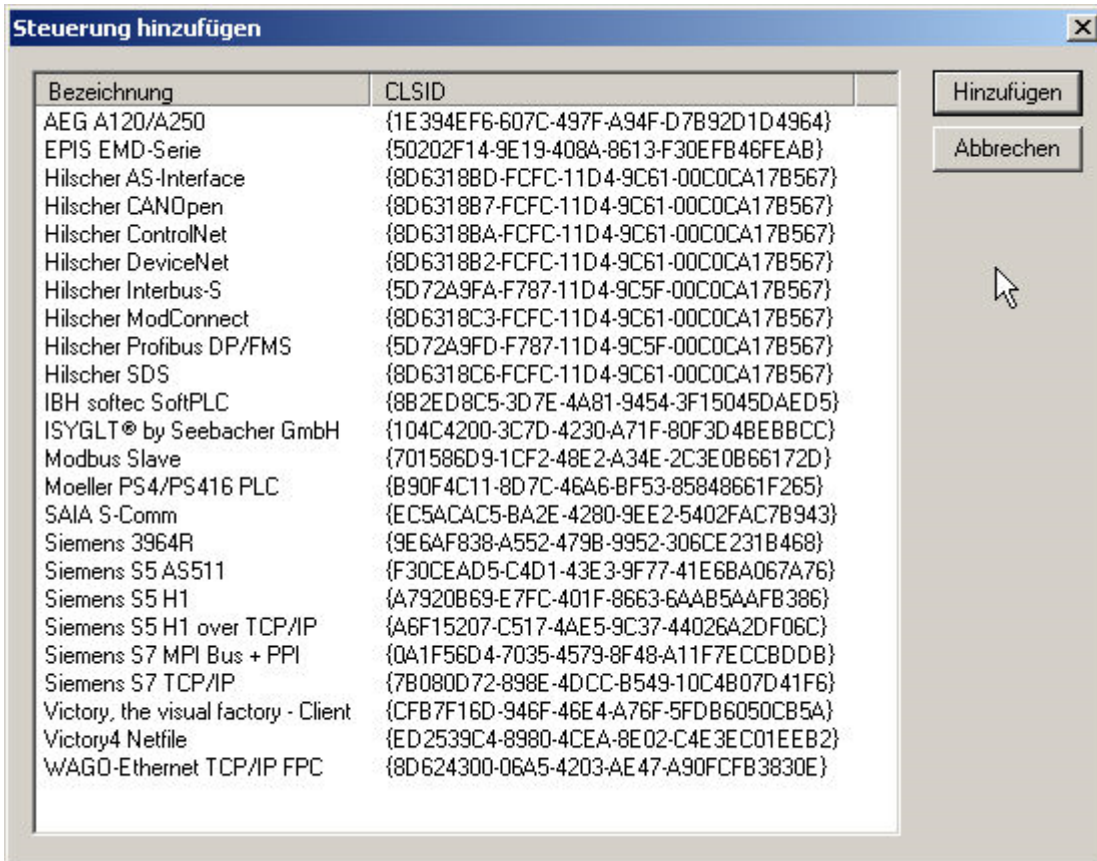 Steuerung hinzufügen
Bezeichnung CLSID
AEG A120/A250 {1E394EF6-607C-497F-A94F-D7B92D1D4964}
EPIS EMD-Serie {50202F14-9E19-408A-8613-F30EFB46FEAB}
Hilscher AS-Interface {8D6318BD-FCFC-11D4-9C61-00C0CA17B567}
Hilscher CANOpen {8D6318B7-FCFC-11D4-9C61-00C0CA17B567}
Hilscher ControlNet {8D6318BA-FCFC-11D4-9C61-00C0CA17B567}
Hilscher DeviceNet {8D6318B2-FCFC-11D4-9C61-00C0CA17B567}
Hilscher Interbus-S {5D72A9FA-F787-11D4-9C5F-00C0CA17B567}
Hilscher ModConnect {8D6318C3-FCFC-11D4-9C61-00C0CA17B567}
Hilscher Profibus DP/FMS {5D72A9FD-F787-11D4-9C5F-00C0CA17B567}
Hilscher SDS {8D6318C6-FCFC-11D4-9C61-00C0CA17B567}
IBH softec SoftPLC {8B2ED8C5-3D7E-4A81-9454-3F15045DAED5}
ISYGLT® by Seebacher GmbH {104C4200-3C7D-4230-A71F-80F3D4BEBBCC}
Modbus Slave {701586D9-1CF2-48E2-A34E-2C3E0B66172D}
Moeller PS4/PS416 PLC {B90F4C11-8D7C-46A6-BF53-85848661F265}
SAIA S-Comm {EC5ACAC5-BA2E-4280-9EE2-5402FAC7B943}
Siemens 3964R {9E6AF838-A552-479B-9952-306CE231B468}
Siemens S5 AS511 {F30CEAD5-C4D1-43E3-9F77-41E6BA067A76}
Siemens S5 H1 {A7920B69-E7FC-401F-8663-6AAB5AAFB386}
Siemens S5 H1 over TCP/IP {A6F15207-C517-4AE5-9C37-44026A2DF06C}
Siemens S7 MPI Bus + PPI {0A1F56D4-7035-4579-8F48-A11F7ECCBDDB}
Siemens S7 TCP/IP {7B080D72-898E-4DCC-B549-10C4B07D41F6}
Victory, the visual factory - Client {CFB7F16D-946F-46E4-A76F-5FDB6050CB5A}
Victory4 Netfile {ED2539C4-8980-4CEA-8E02-C4E3EC01EEB2}
WAGO-Ethernet TCP/IP FPC {8D624300-06A5-4203-AE47-A90FCFB3830E}
Hinzufügen
Abbrechen